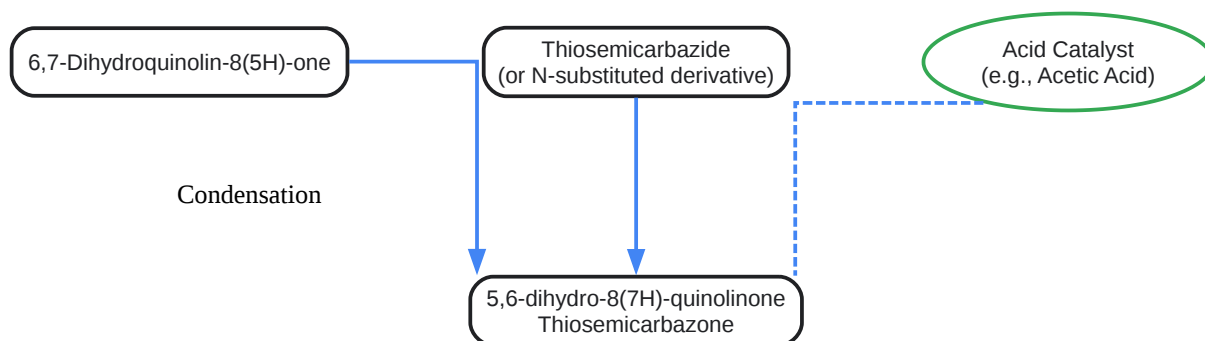 6,7-Dihydroquinolin-8(5H)-one
Thiosemicarbazide
(or N-substituted derivative)
Acid Catalyst
(e.g., Acetic Acid)
Condensation
5,6-dihydro-8(7H)-quinolinone
Thiosemicarbazone